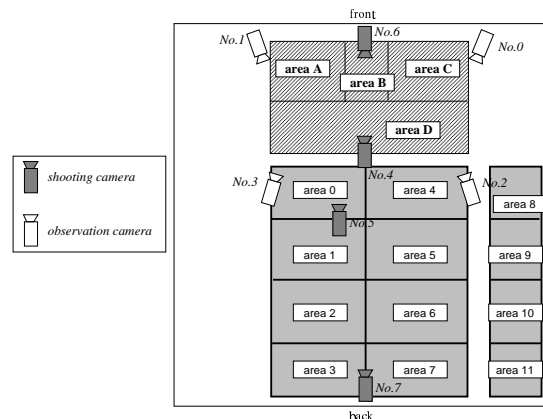 front
No.6
No.1
No.0
area A
area B
area C
area D
No.4
shooting camera
observation camera
No.3
No.2
area 0
area 4
area 8
No.5
area 1
area 5
area 9
area 2
area 6
area 10
area 3
area 7
area 11
No.7
back